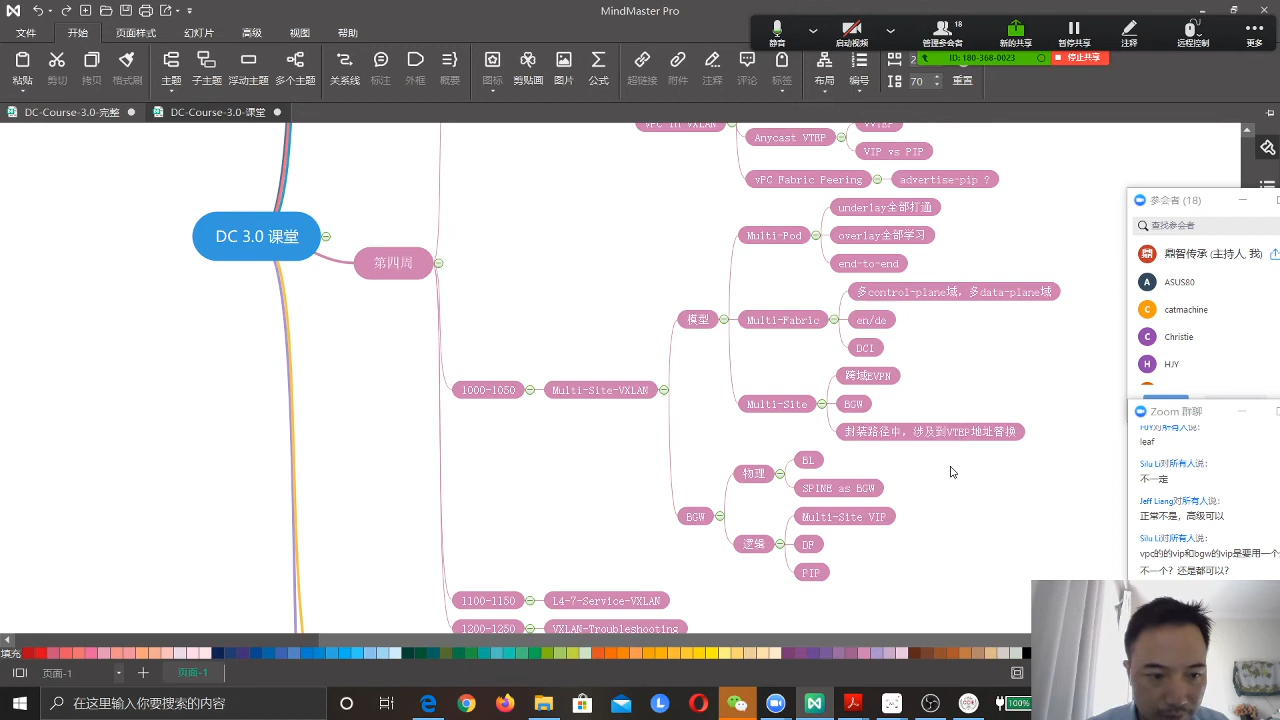 MindMaster Pro
文件
开始
页面样式
幻灯片
高级
视图
帮助
18
静音
启动视频
管理参会者
新的共享
暂停共享
注释
远程控制
更多
ID: 180-368-0023
停止共享
粘贴
剪切
拷贝
格式刷
主题
子主题
浮动主题
多个主题
关系线
标注
外框
概要
图标
剪贴画
图片
公式
超链接
附件
注释
评论
标签
布局
编号
2
70
重置
DC-Course-3.0-完整
DC-Course-3.0-课堂
vPC in VXLAN
VVTEP
Anycast VTEP
VIP vs PIP
vPC Fabric Peering
advertise-pip ?
DC 3.0 课堂
第四周
underlay全部打通
Multi-Pod
overlay全部学习
end-to-end
多control-plane域，多data-plane域
模型
Multi-Fabric
en/de
DCI
跨域EVPN
1000-1050
Multi-Site-VXLAN
Multi-Site
BGW
封装路径中，涉及到VTEP地址替换
BL
物理
SPINE as BGW
BGW
Multi-Site VIP
逻辑
DF
PIP
1100-1150
L4-7-Service-VXLAN
1200-1250
VXLAN-Troubleshooting
参会者 (18)
查找参会者
鼎
鼎智传承 (主持人, 我)
A
ASUS80
C
catmachine
C
Christie
H
HJY
Zoom 群聊
HJY对所有人说:
leaf
Silu Li对所有人说:
不一定
Jeff Liang对所有人说:
正常不是，高级可以
Silu Li对所有人说:
vpc的的vip和bgw的vip是要用一个
不一个？还是都可以？
填充
页面-1
页面-1
在这里输入你要搜索的内容
100%